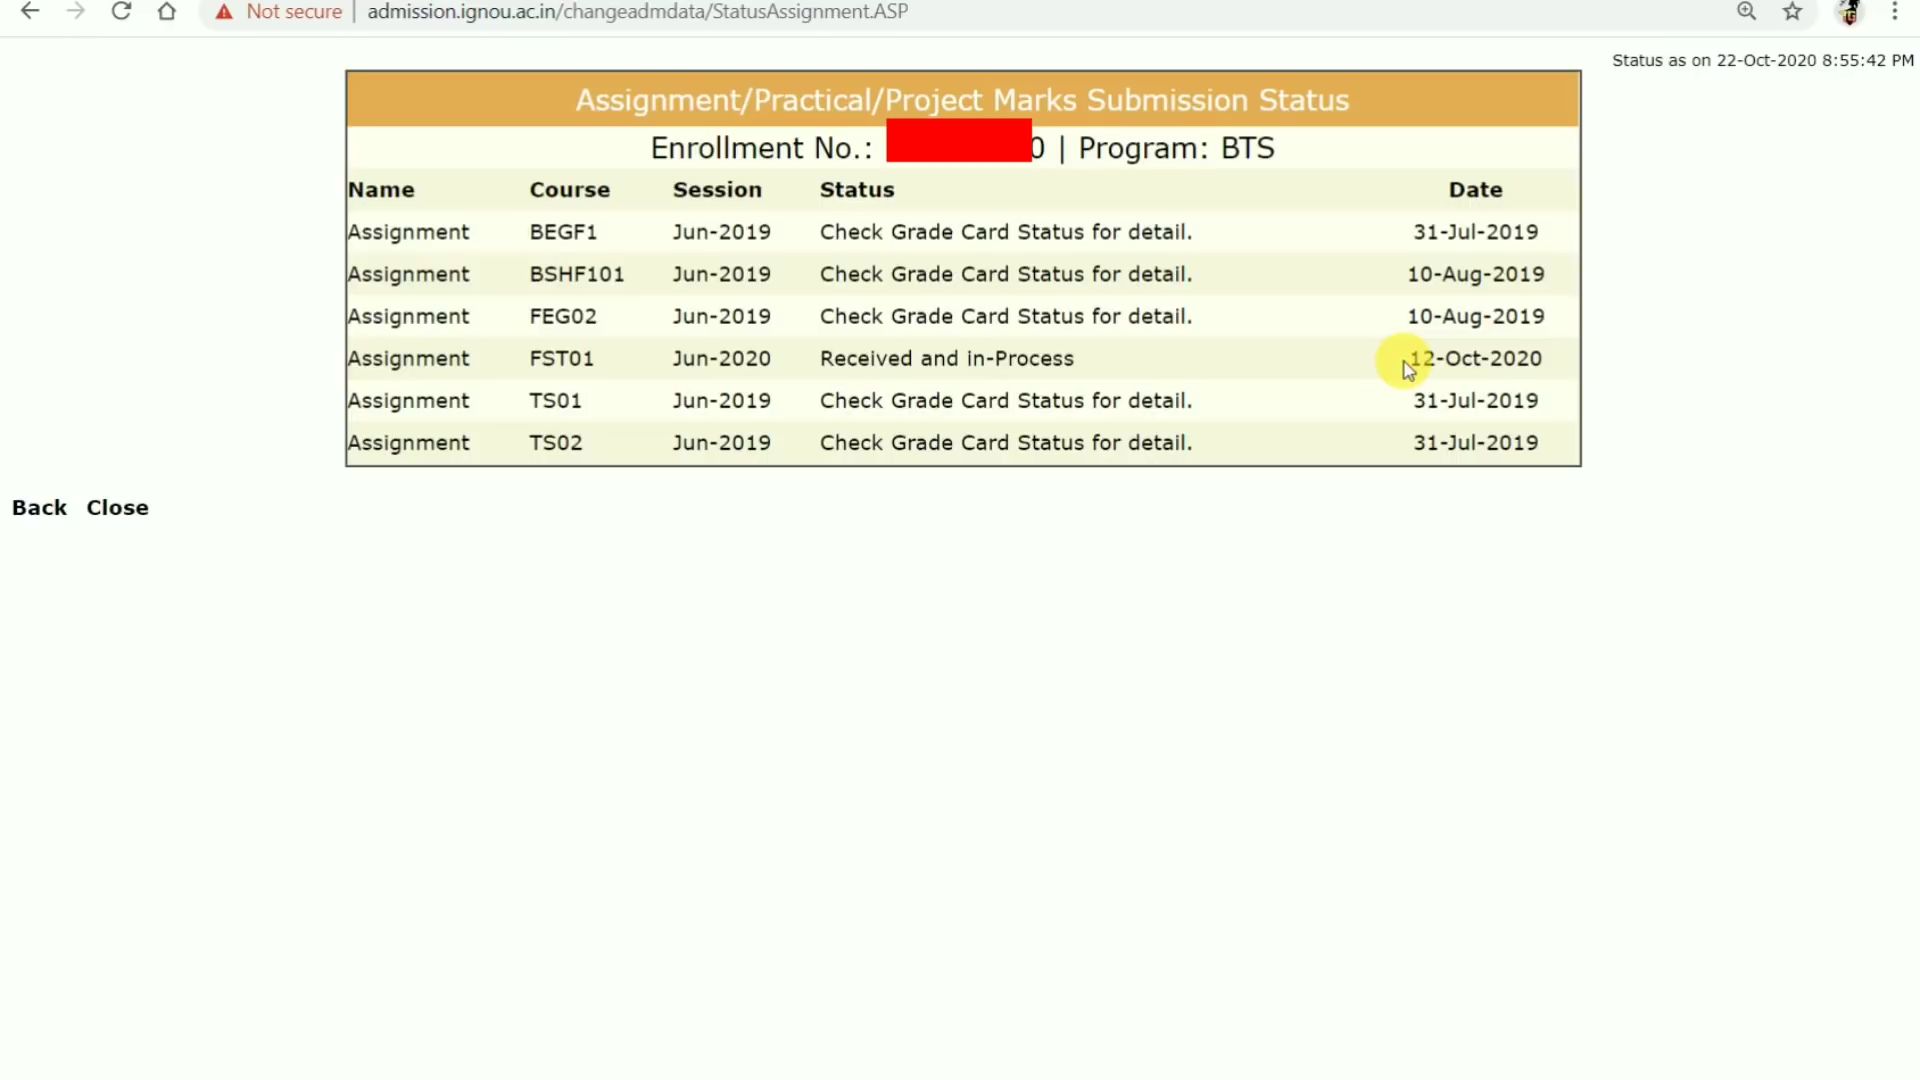 Not secure | admission.ignou.ac.in/changeadmdata/StatusAssignment.ASP
Status as on 22-Oct-2020 8:55:42 PM
Assignment/Practical/Project Marks Submission Status
Enrollment No.: 0 | Program: BTS
Name Course Session Status Date
Assignment BEGF1 Jun-2019 Check Grade Card Status for detail. 31-Jul-2019
Assignment BSHF101 Jun-2019 Check Grade Card Status for detail. 10-Aug-2019
Assignment FEG02 Jun-2019 Check Grade Card Status for detail. 10-Aug-2019
Assignment FST01 Jun-2020 Received and in-Process 12-Oct-2020
Assignment TS01 Jun-2019 Check Grade Card Status for detail. 31-Jul-2019
Assignment TS02 Jun-2019 Check Grade Card Status for detail. 31-Jul-2019
Back Close